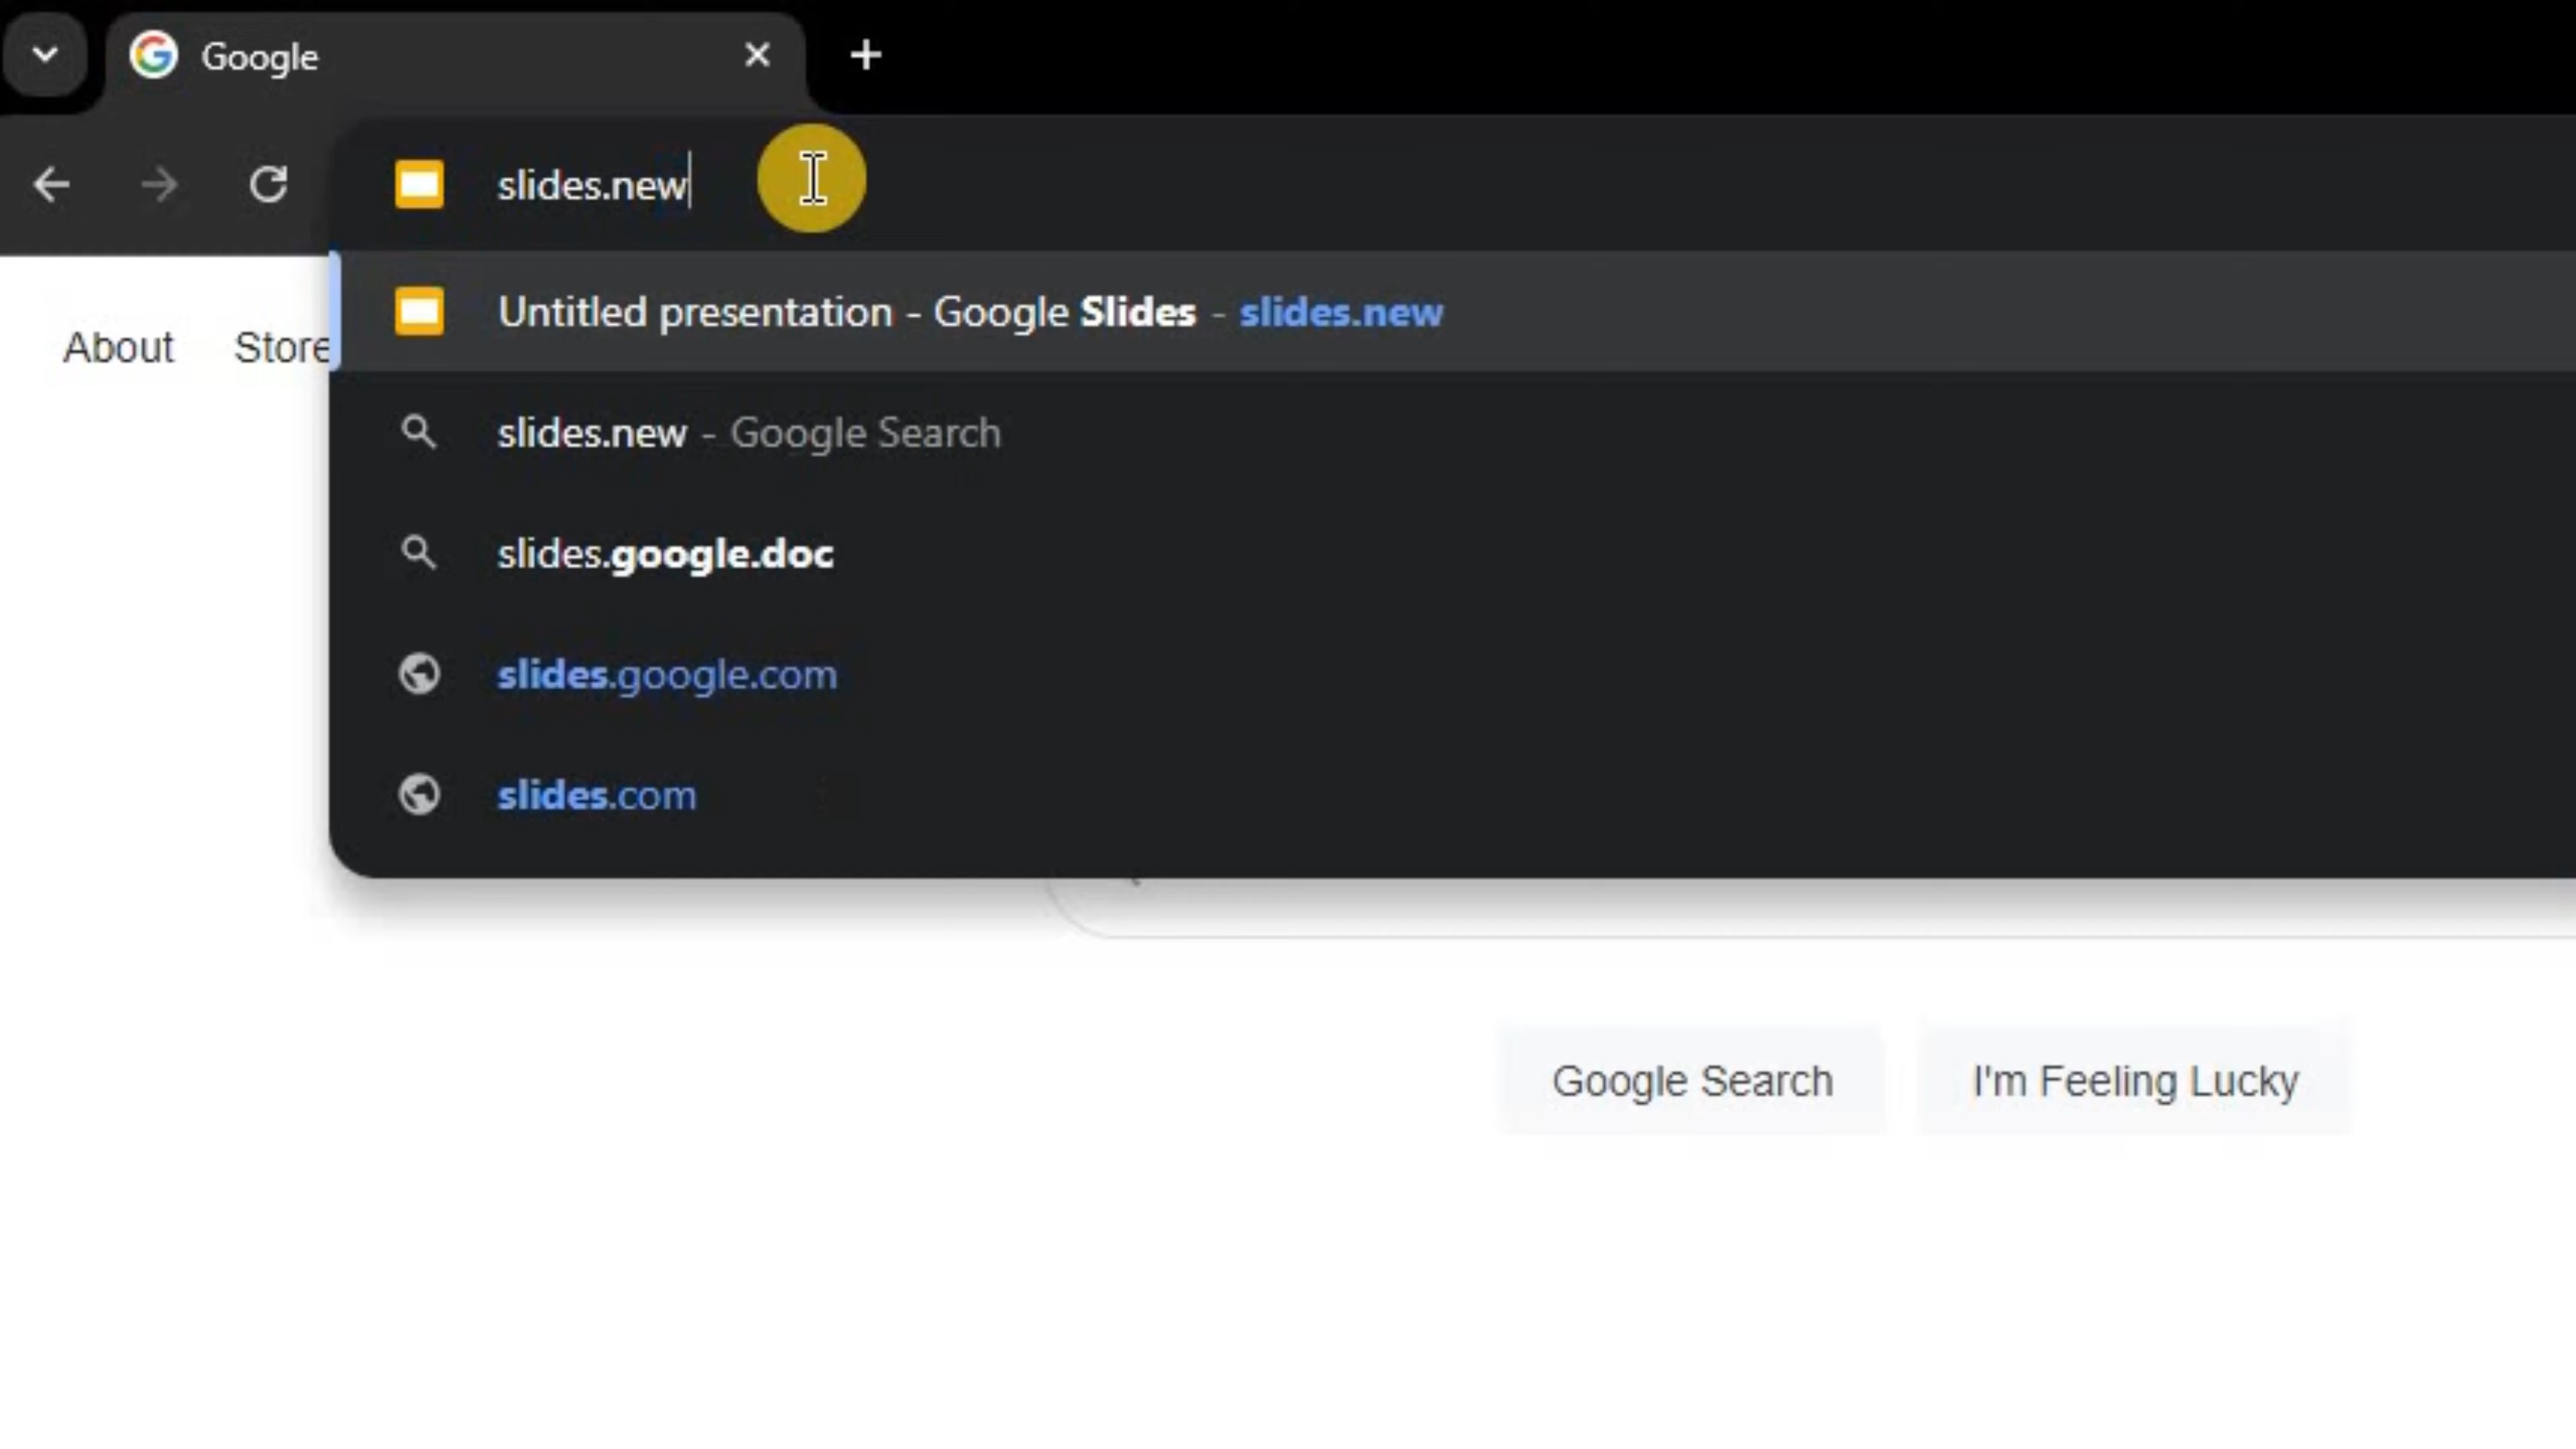 Google
slides.new
Untitled presentation - Google Slides - slides.new
About Store
slides.new - Google Search
slides.google.doc
slides.google.com
slides.com
Google Search I'm Feeling Lucky